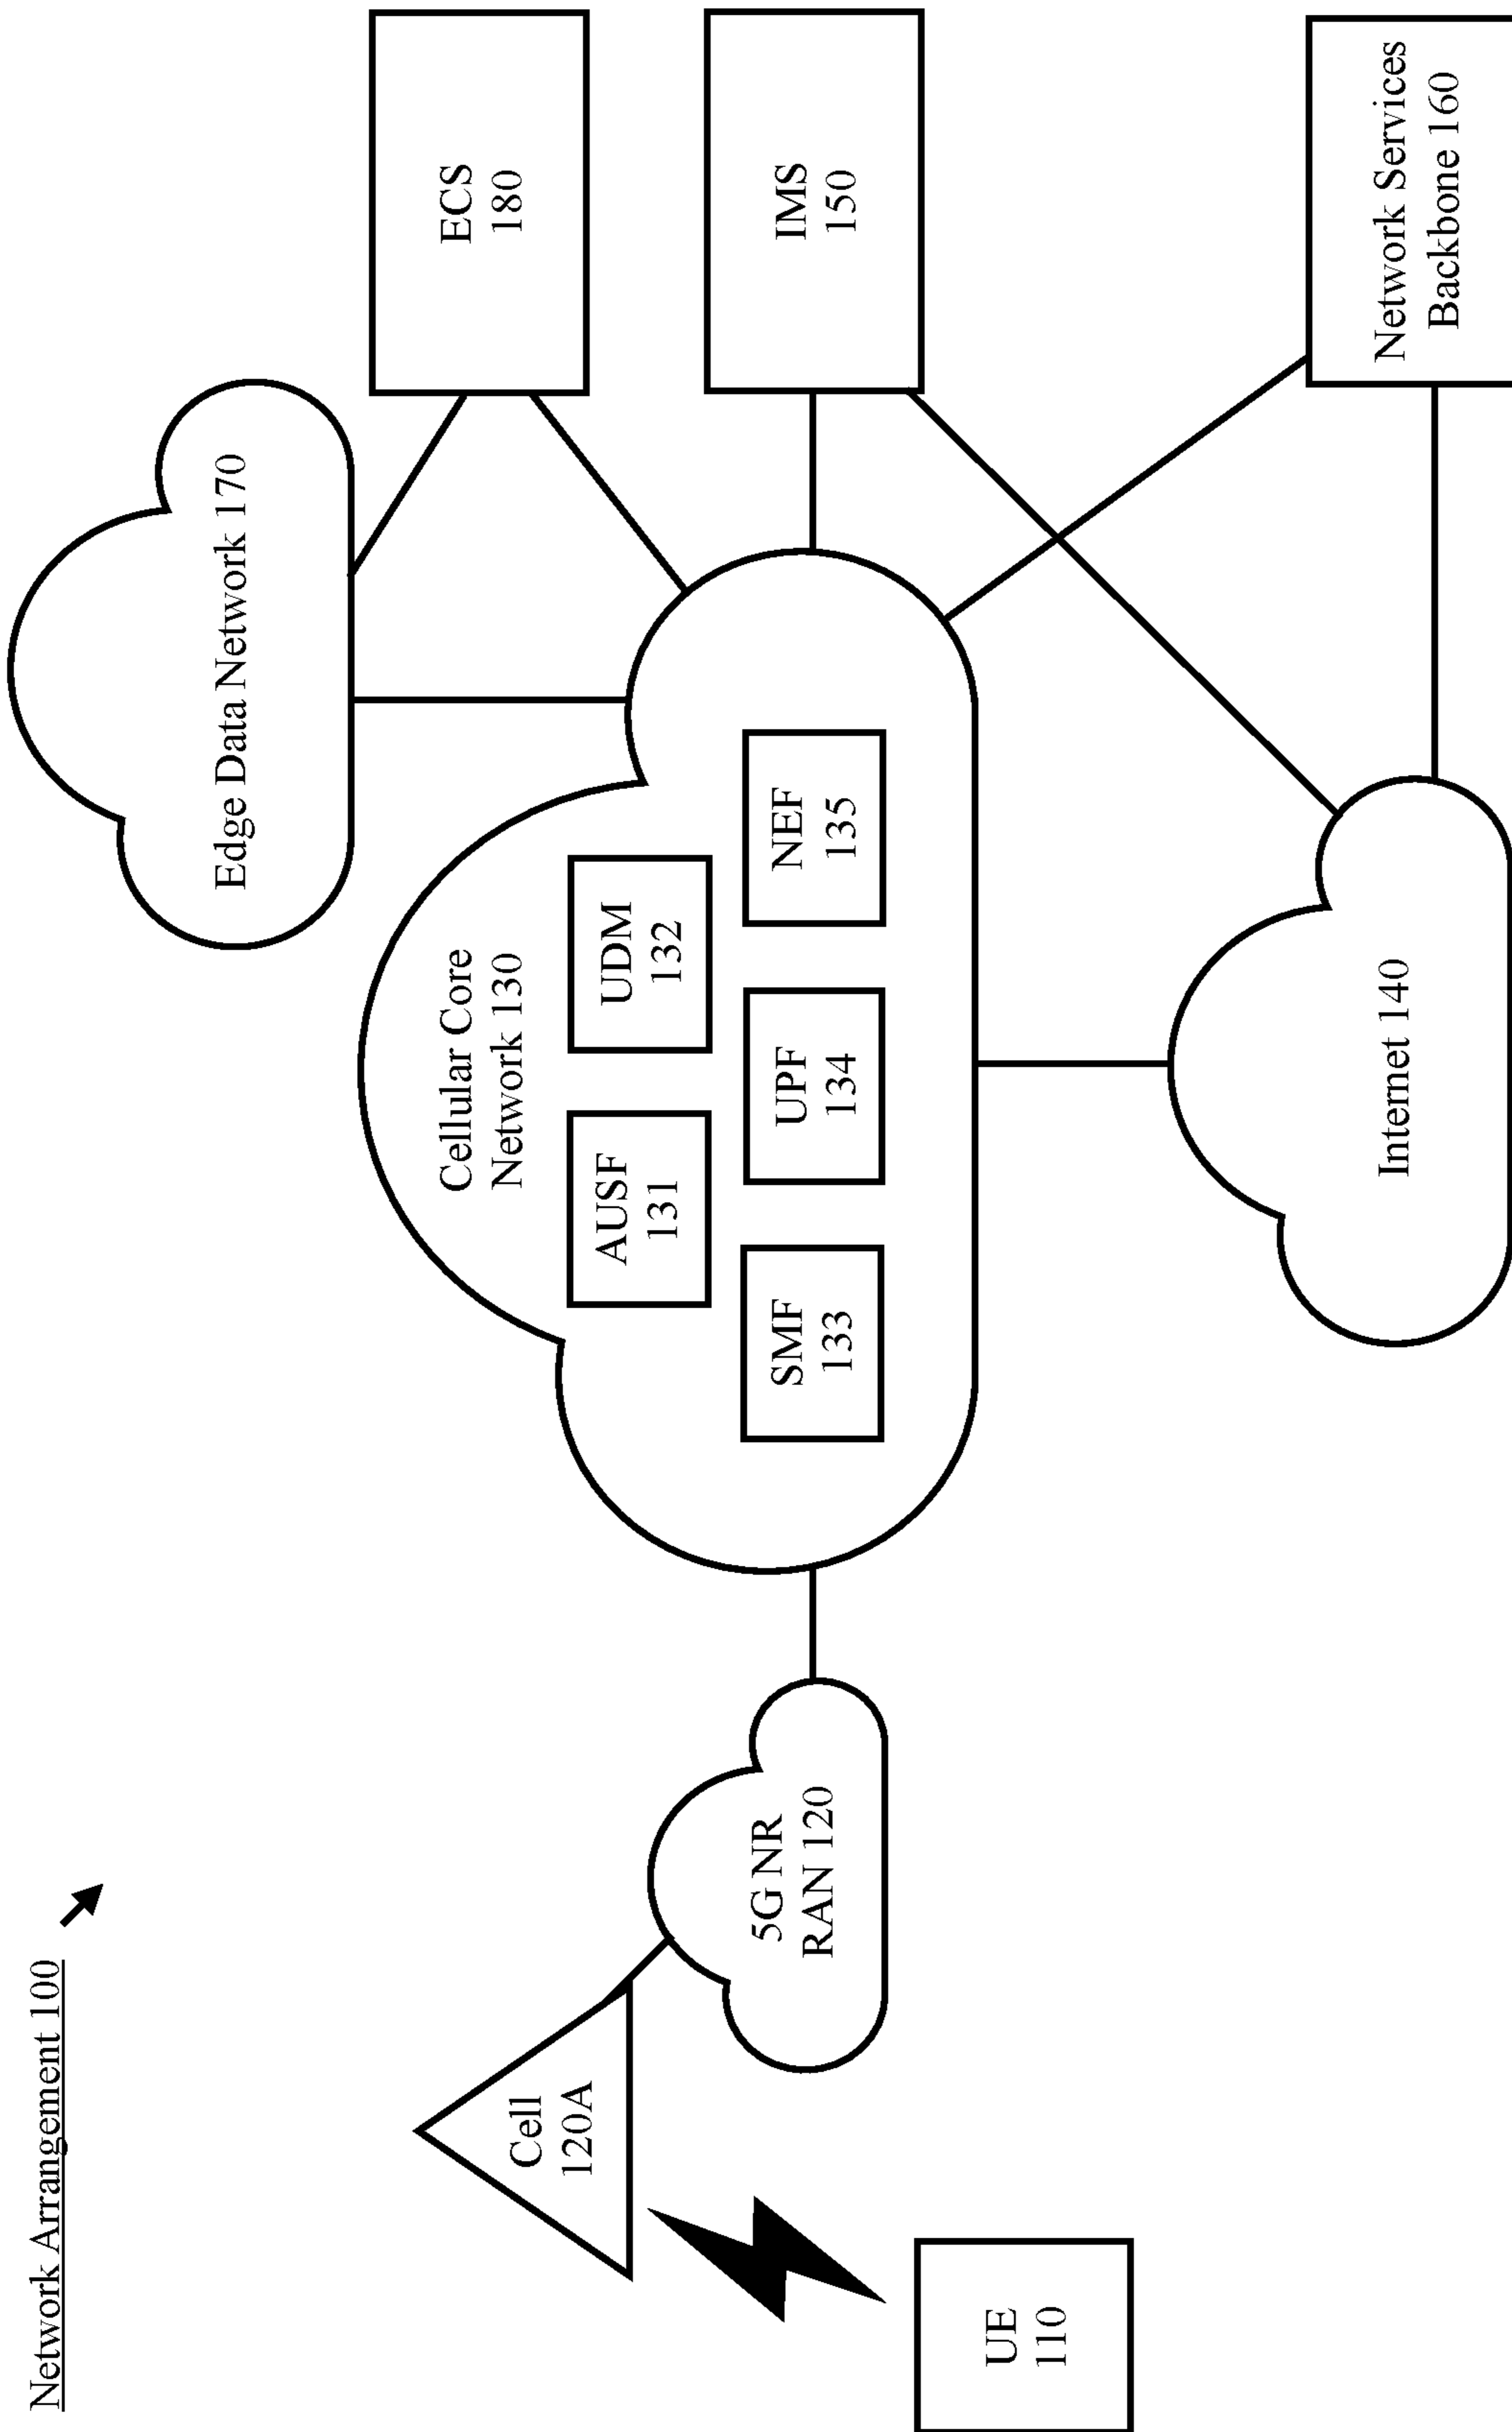 Network Arrangement 100
Edge Data Network 170
ECS
180
Cellular Core
Network 130
AUSF
131
UDM
132
SMF
133
UPF
134
NEF
135
IMS
150
Cell
120A
5G NR
RAN 120
UE
110
Internet 140
Network Services
Backbone 160